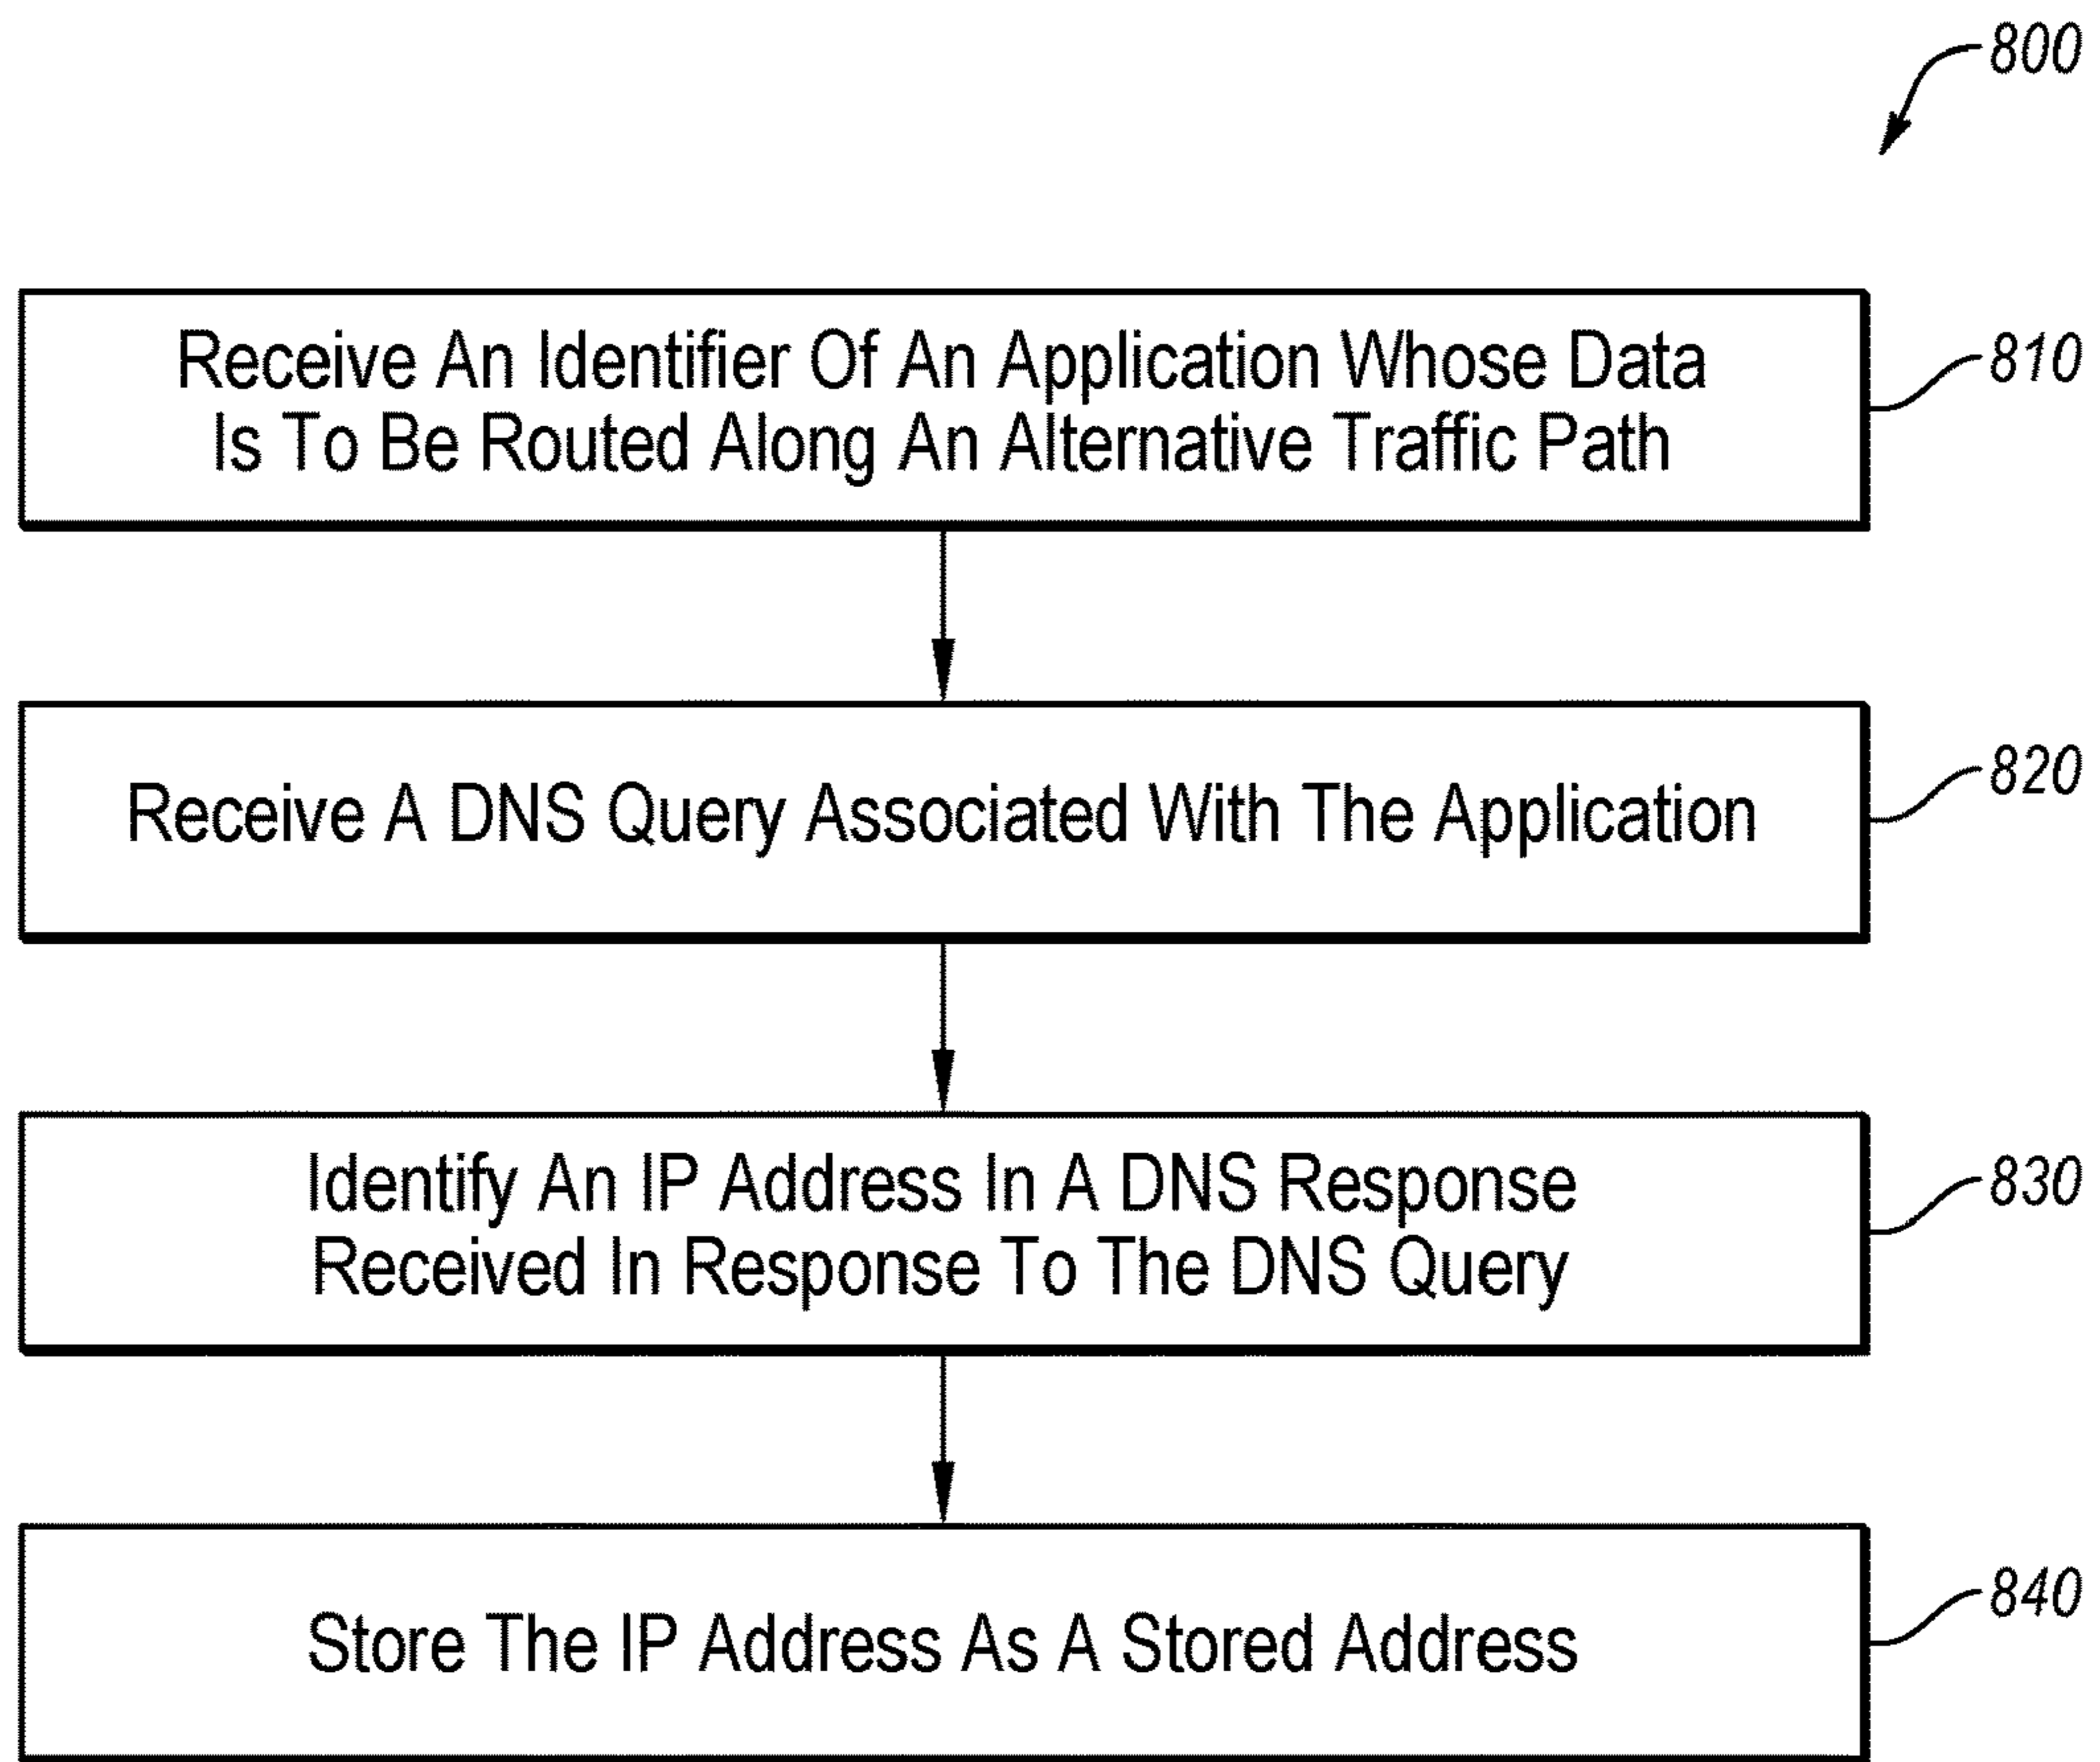 800
Receive An Identifier Of An Application Whose Data
Is To Be Routed Along An Alternative Traffic Path
810
Receive A DNS Query Associated With The Application
820
Identify An IP Address In A DNS Response
Received In Response To The DNS Query
830
Store The IP Address As A Stored Address
840